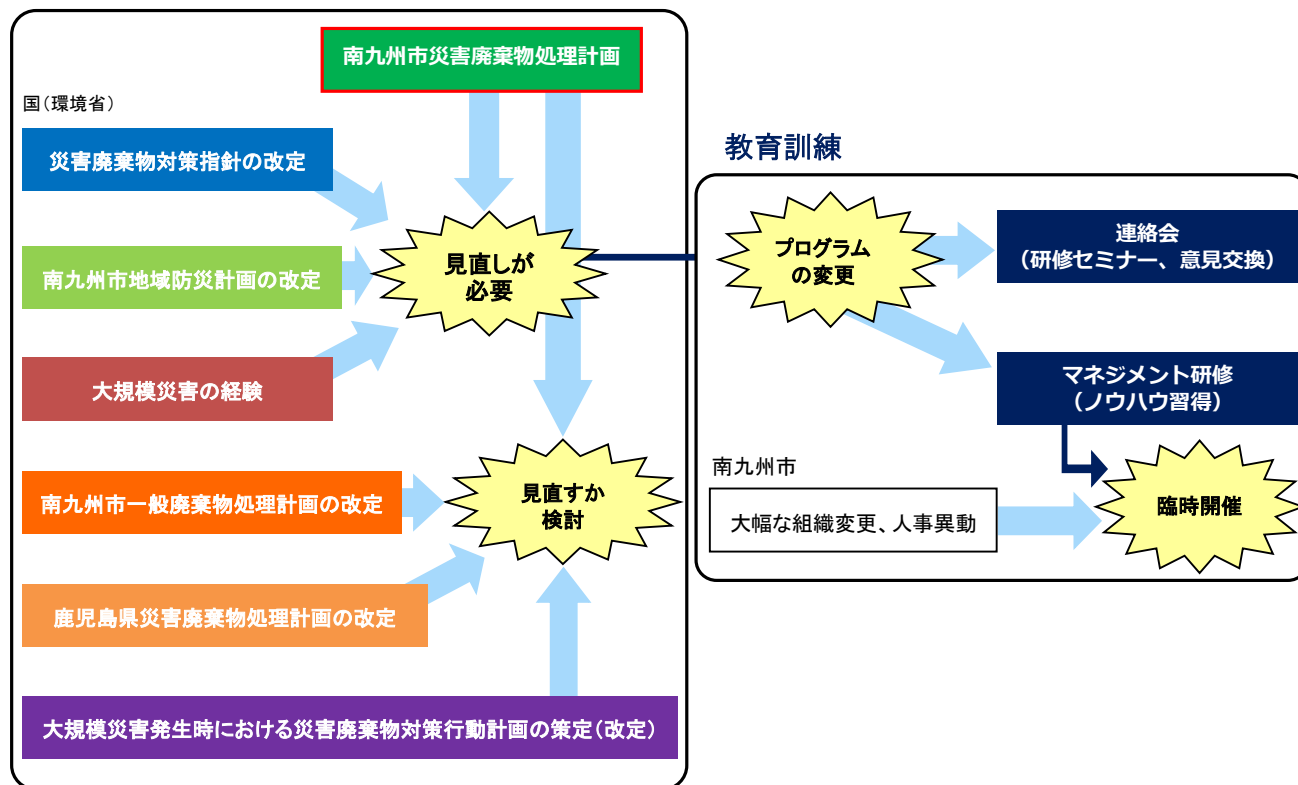 南九州市災害廃棄物処理計画
国(環境省)
災害廃棄物対策指針の改定
南九州市地域防災計画の改定
大規模災害の経験
見直しが
必要
南九州市一般廃棄物処理計画の改定
鹿児島県災害廃棄物処理計画の改定
見直すか
検討
大規模災害発生時における災害廃棄物対策行動計画の策定(改定)
教育訓練
プログラム
の変更
連絡会
(研修セミナー、意見交換)
マネジメント研修
(ノウハウ習得)
南九州市
大幅な組織変更、人事異動
臨時開催